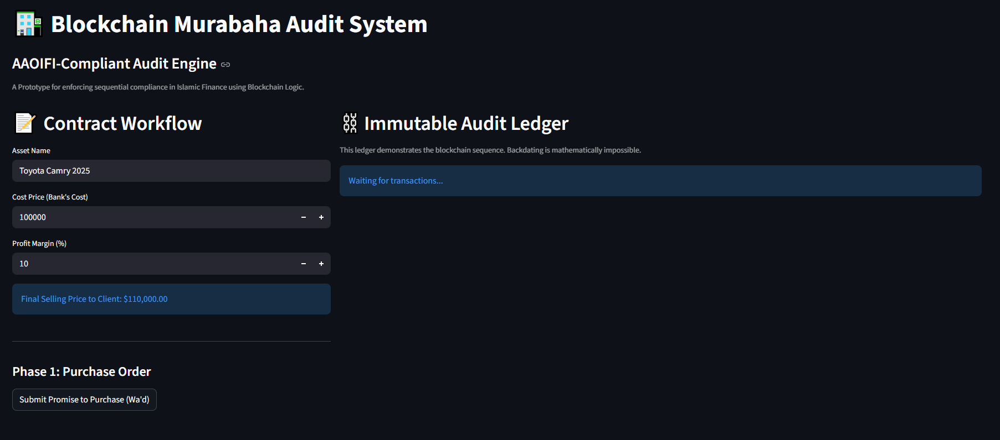 Blockchain Murabaha Audit System
AAOIFI-Compliant Audit Engine
A Prototype for enforcing sequential compliance in Islamic Finance using Blockchain Logic.
Contract Workflow
Asset Name
Toyota Camry 2025
Cost Price (Bank's Cost)
100000
Profit Margin (%)
10
Final Selling Price to Client: $110,000.00
Phase 1: Purchase Order
Submit Promise to Purchase (Wa'd)
Immutable Audit Ledger
This ledger demonstrates the blockchain sequence. Backdating is mathematically impossible.
Waiting for transactions...